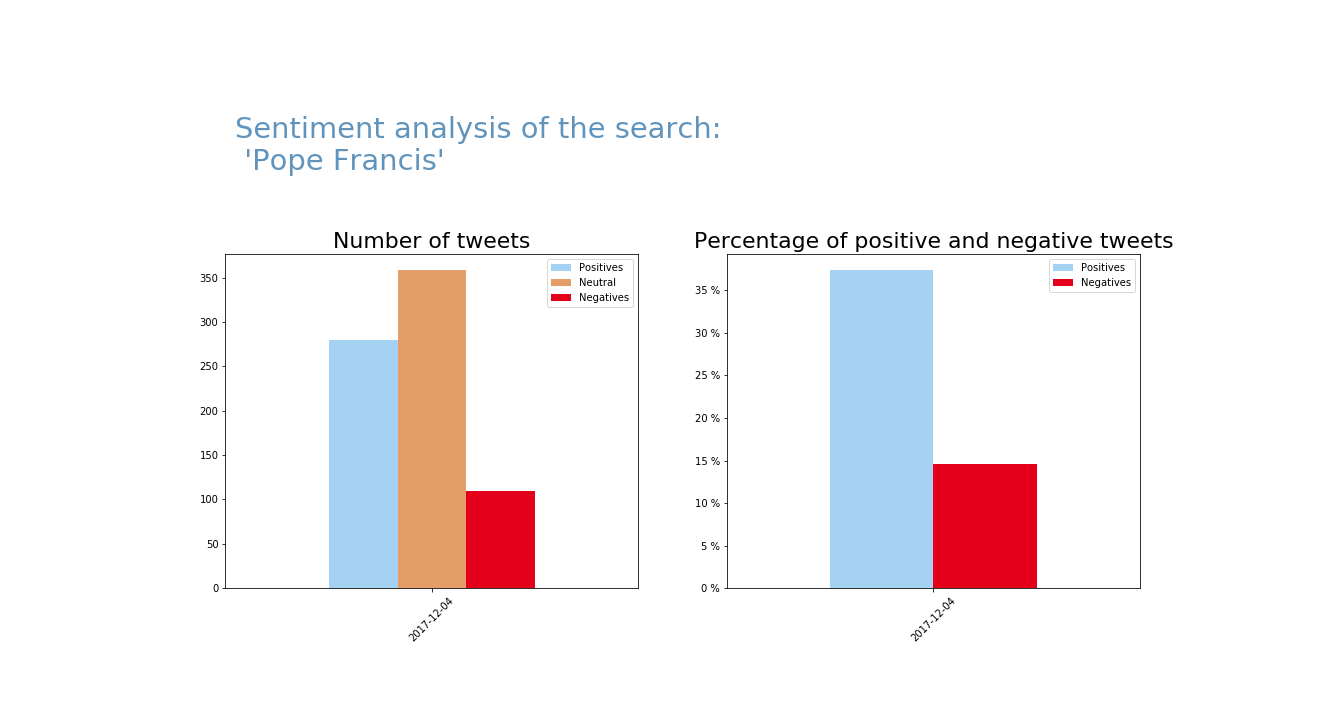 Sentiment analysis of the search:
'Pope Francis'
Number of tweets
350
300
250
200
150
100
50
0
Positives
Neutral
Negatives
2017-12-04
Percentage of positive and negative tweets
35 %
30 %
25 %
20 %
15 %
10 %
5 %
0 %
Positives
Negatives
2017-12-04